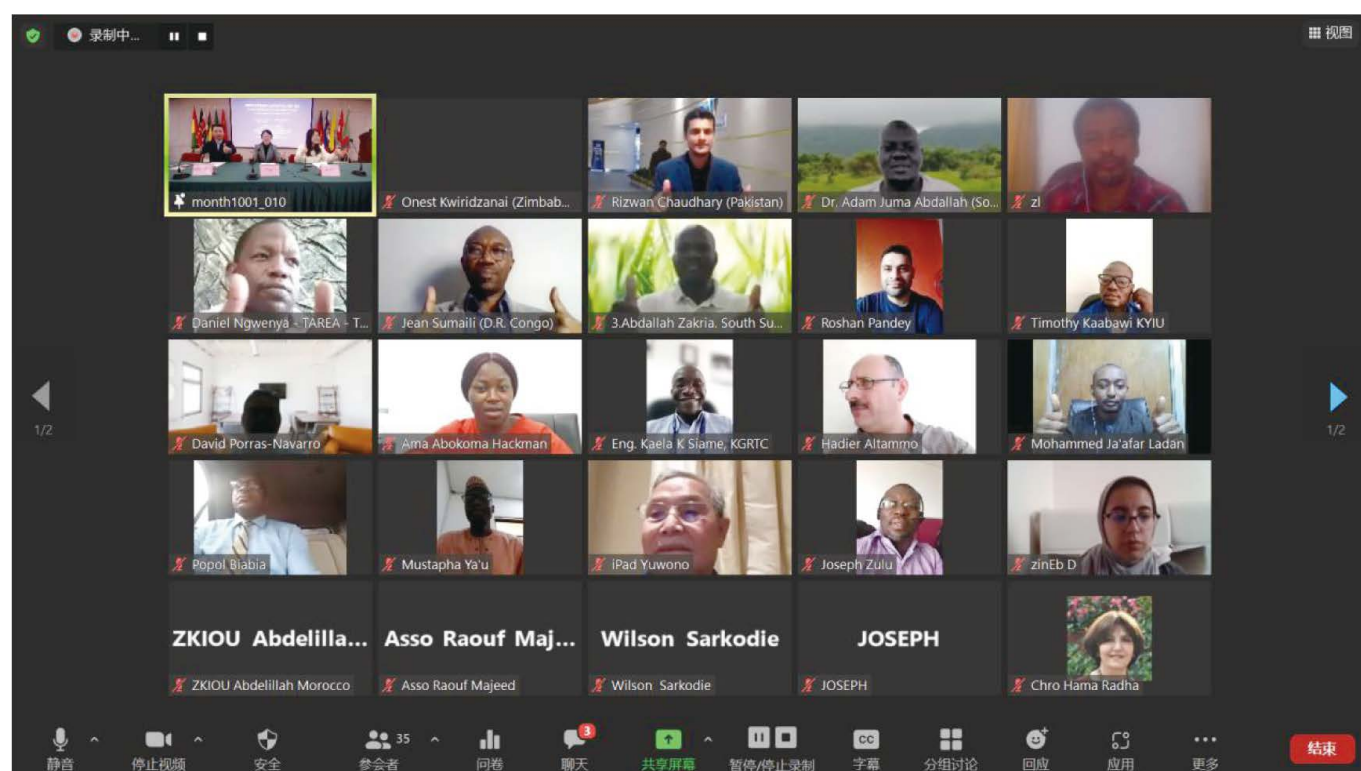 录制中...
视图
month1001_010
Onest Kwiridzanai (Zimbab...
Rizwan Chaudhary (Pakistan)
Dr. Adam Juma Abdallah (So...
zl
Daniel Ngwenya - TAREA - T...
Jean Sumaili (D.R. Congo)
3.Abdallah Zakria. South Su...
Roshan Pandey
Timothy Kaabawi KYIU
1/2
1/2
David Porras-Navarro
Ama Abokoma Hackman
Eng. Kaela K Siame, KGRTC
Hadier Altammo
Mohammed Ja'afar Ladan
Popol Biabia
Mustapha Ya'u
iPad Yuwono
Joseph Zulu
zinEb D
ZKIOU Abdelilla...
Asso Raouf Maj...
Wilson Sarkodie
JOSEPH
ZKIOU Abdelillah Morocco
Asso Raouf Majeed
Wilson Sarkodie
JOSEPH
Chro Hama Radha
35
3
CC
静音
停止视频
安全
参会者
问卷
聊天
共享屏幕
暂停/停止录制
字幕
分组讨论
回应
应用
更多
结束